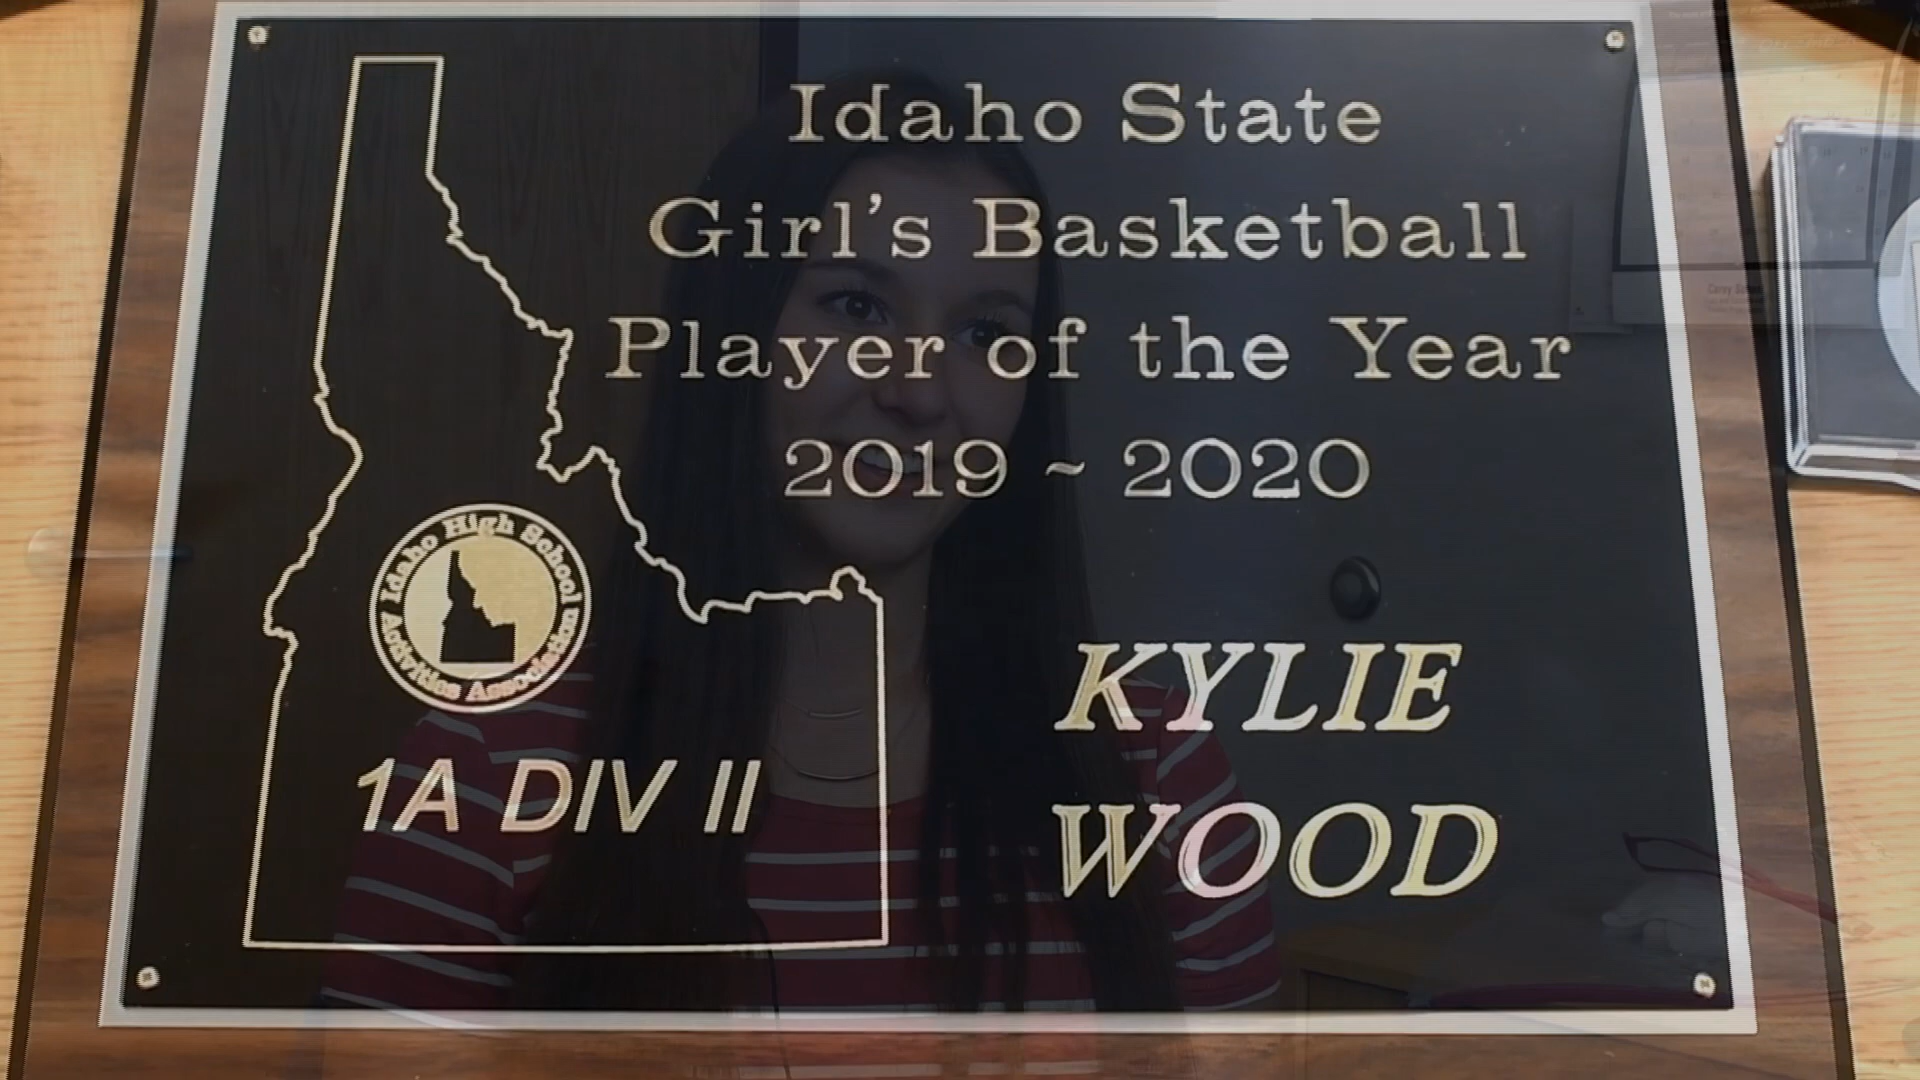 Idaho State
Girl's Basketball
Player of the Year
2019 ~ 2020
Idaho High School
Activities Association
1A DIV II
KYLIE
WOOD